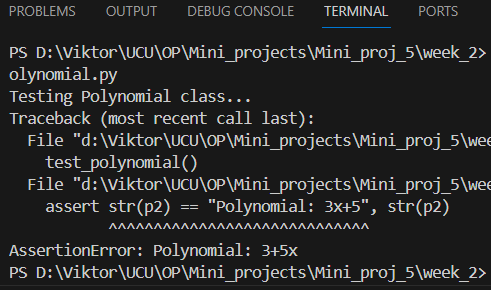 PROBLEMS OUTPUT DEBUG CONSOLE TERMINAL PORTS
PS D:\Viktor\UCU\OP\Mini_projects\Mini_proj_5\week_2>
olynomial.py
Testing Polynomial class...
Traceback (most recent call last):
  File "d:\Viktor\UCU\OP\Mini_projects\Mini_proj_5\wee
    test_polynomial()
  File "d:\Viktor\UCU\OP\Mini_projects\Mini_proj_5\wee
    assert str(p2) == "Polynomial: 3x+5", str(p2)
           ^^^^^^^^^^^^^^^^^^^^^^^^^^^^^
AssertionError: Polynomial: 3+5x
PS D:\Viktor\UCU\OP\Mini_projects\Mini_proj_5\week_2>